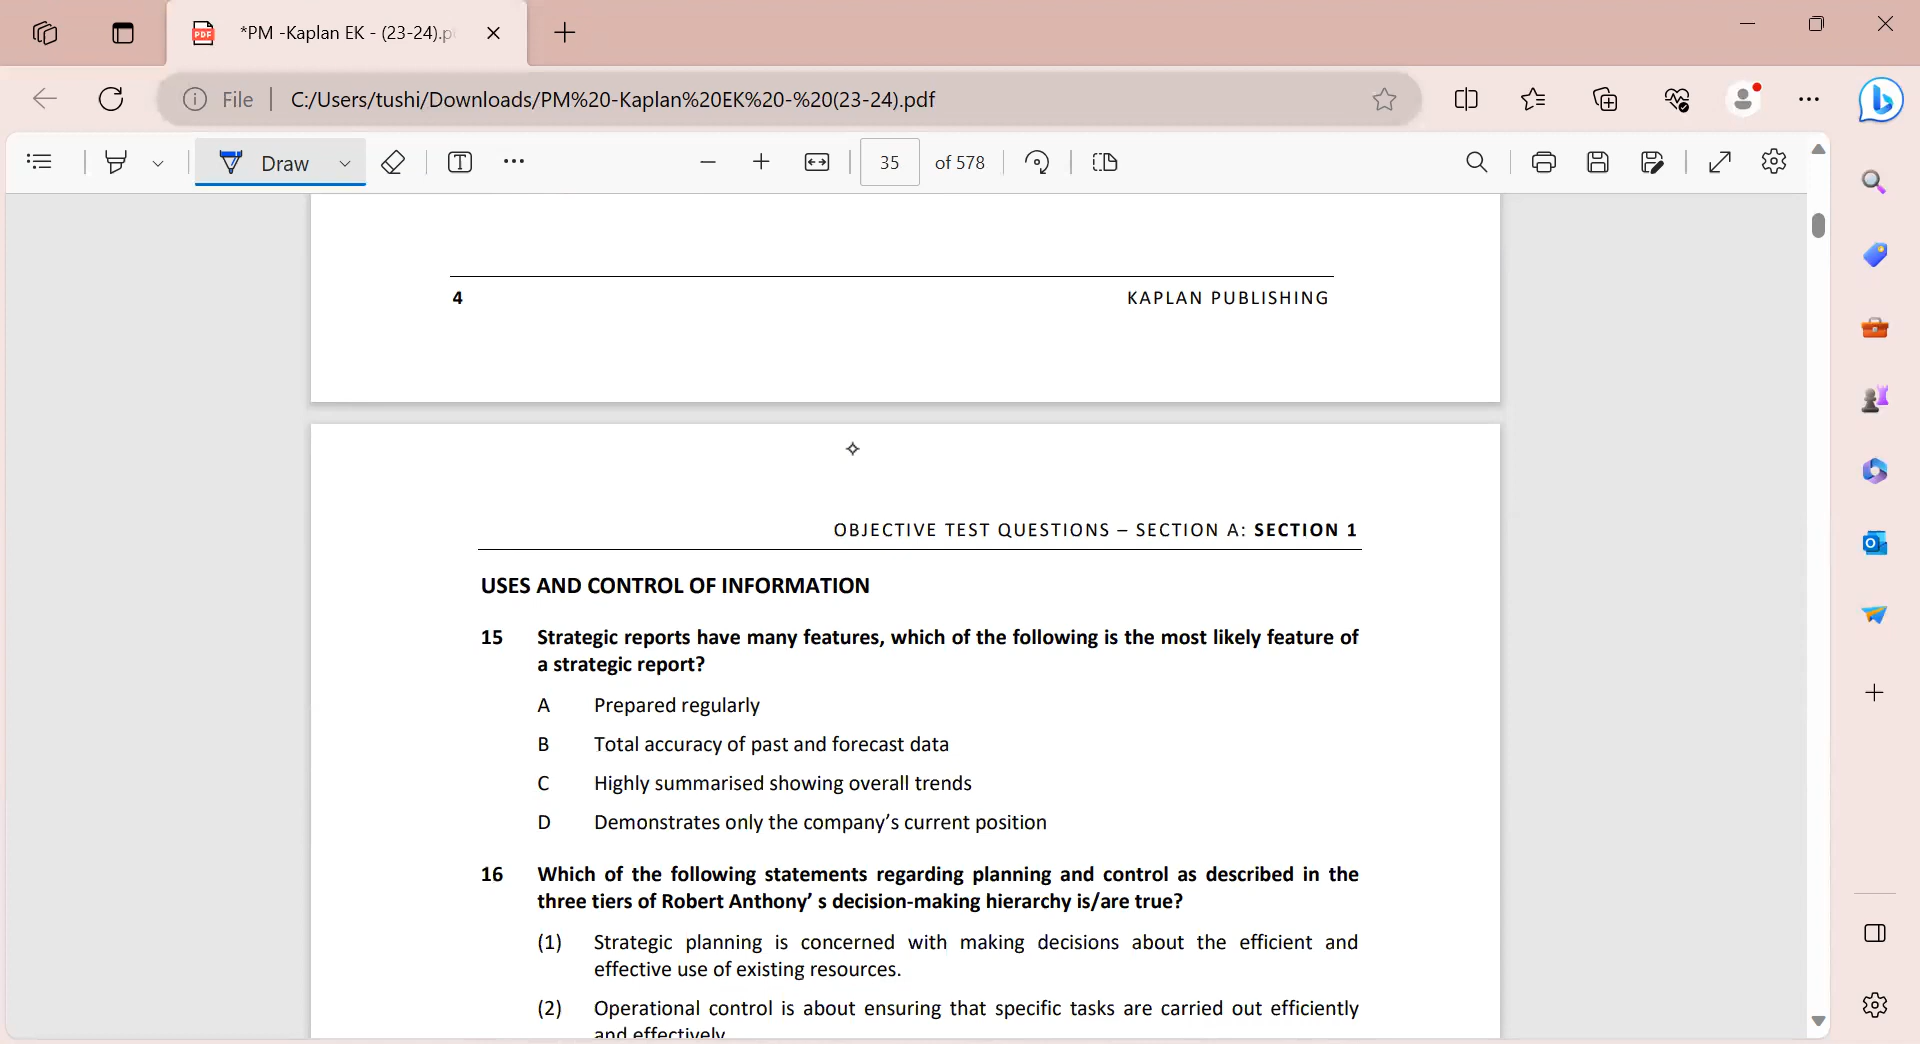 *PM -Kaplan EK - (23-24).p
File
C:/Users/tushi/Downloads/PM%20-Kaplan%20EK%20-%20(23-24).pdf
Draw
35 of 578
4
KAPLAN PUBLISHING
OBJECTIVE TEST QUESTIONS – SECTION A: SECTION 1
USES AND CONTROL OF INFORMATION
15 Strategic reports have many features, which of the following is the most likely feature of
a strategic report?
A Prepared regularly
B Total accuracy of past and forecast data
C Highly summarised showing overall trends
D Demonstrates only the company’s current position
16 Which of the following statements regarding planning and control as described in the
three tiers of Robert Anthony’ s decision-making hierarchy is/are true?
(1) Strategic planning is concerned with making decisions about the efficient and
effective use of existing resources.
(2) Operational control is about ensuring that specific tasks are carried out efficiently
and effectively